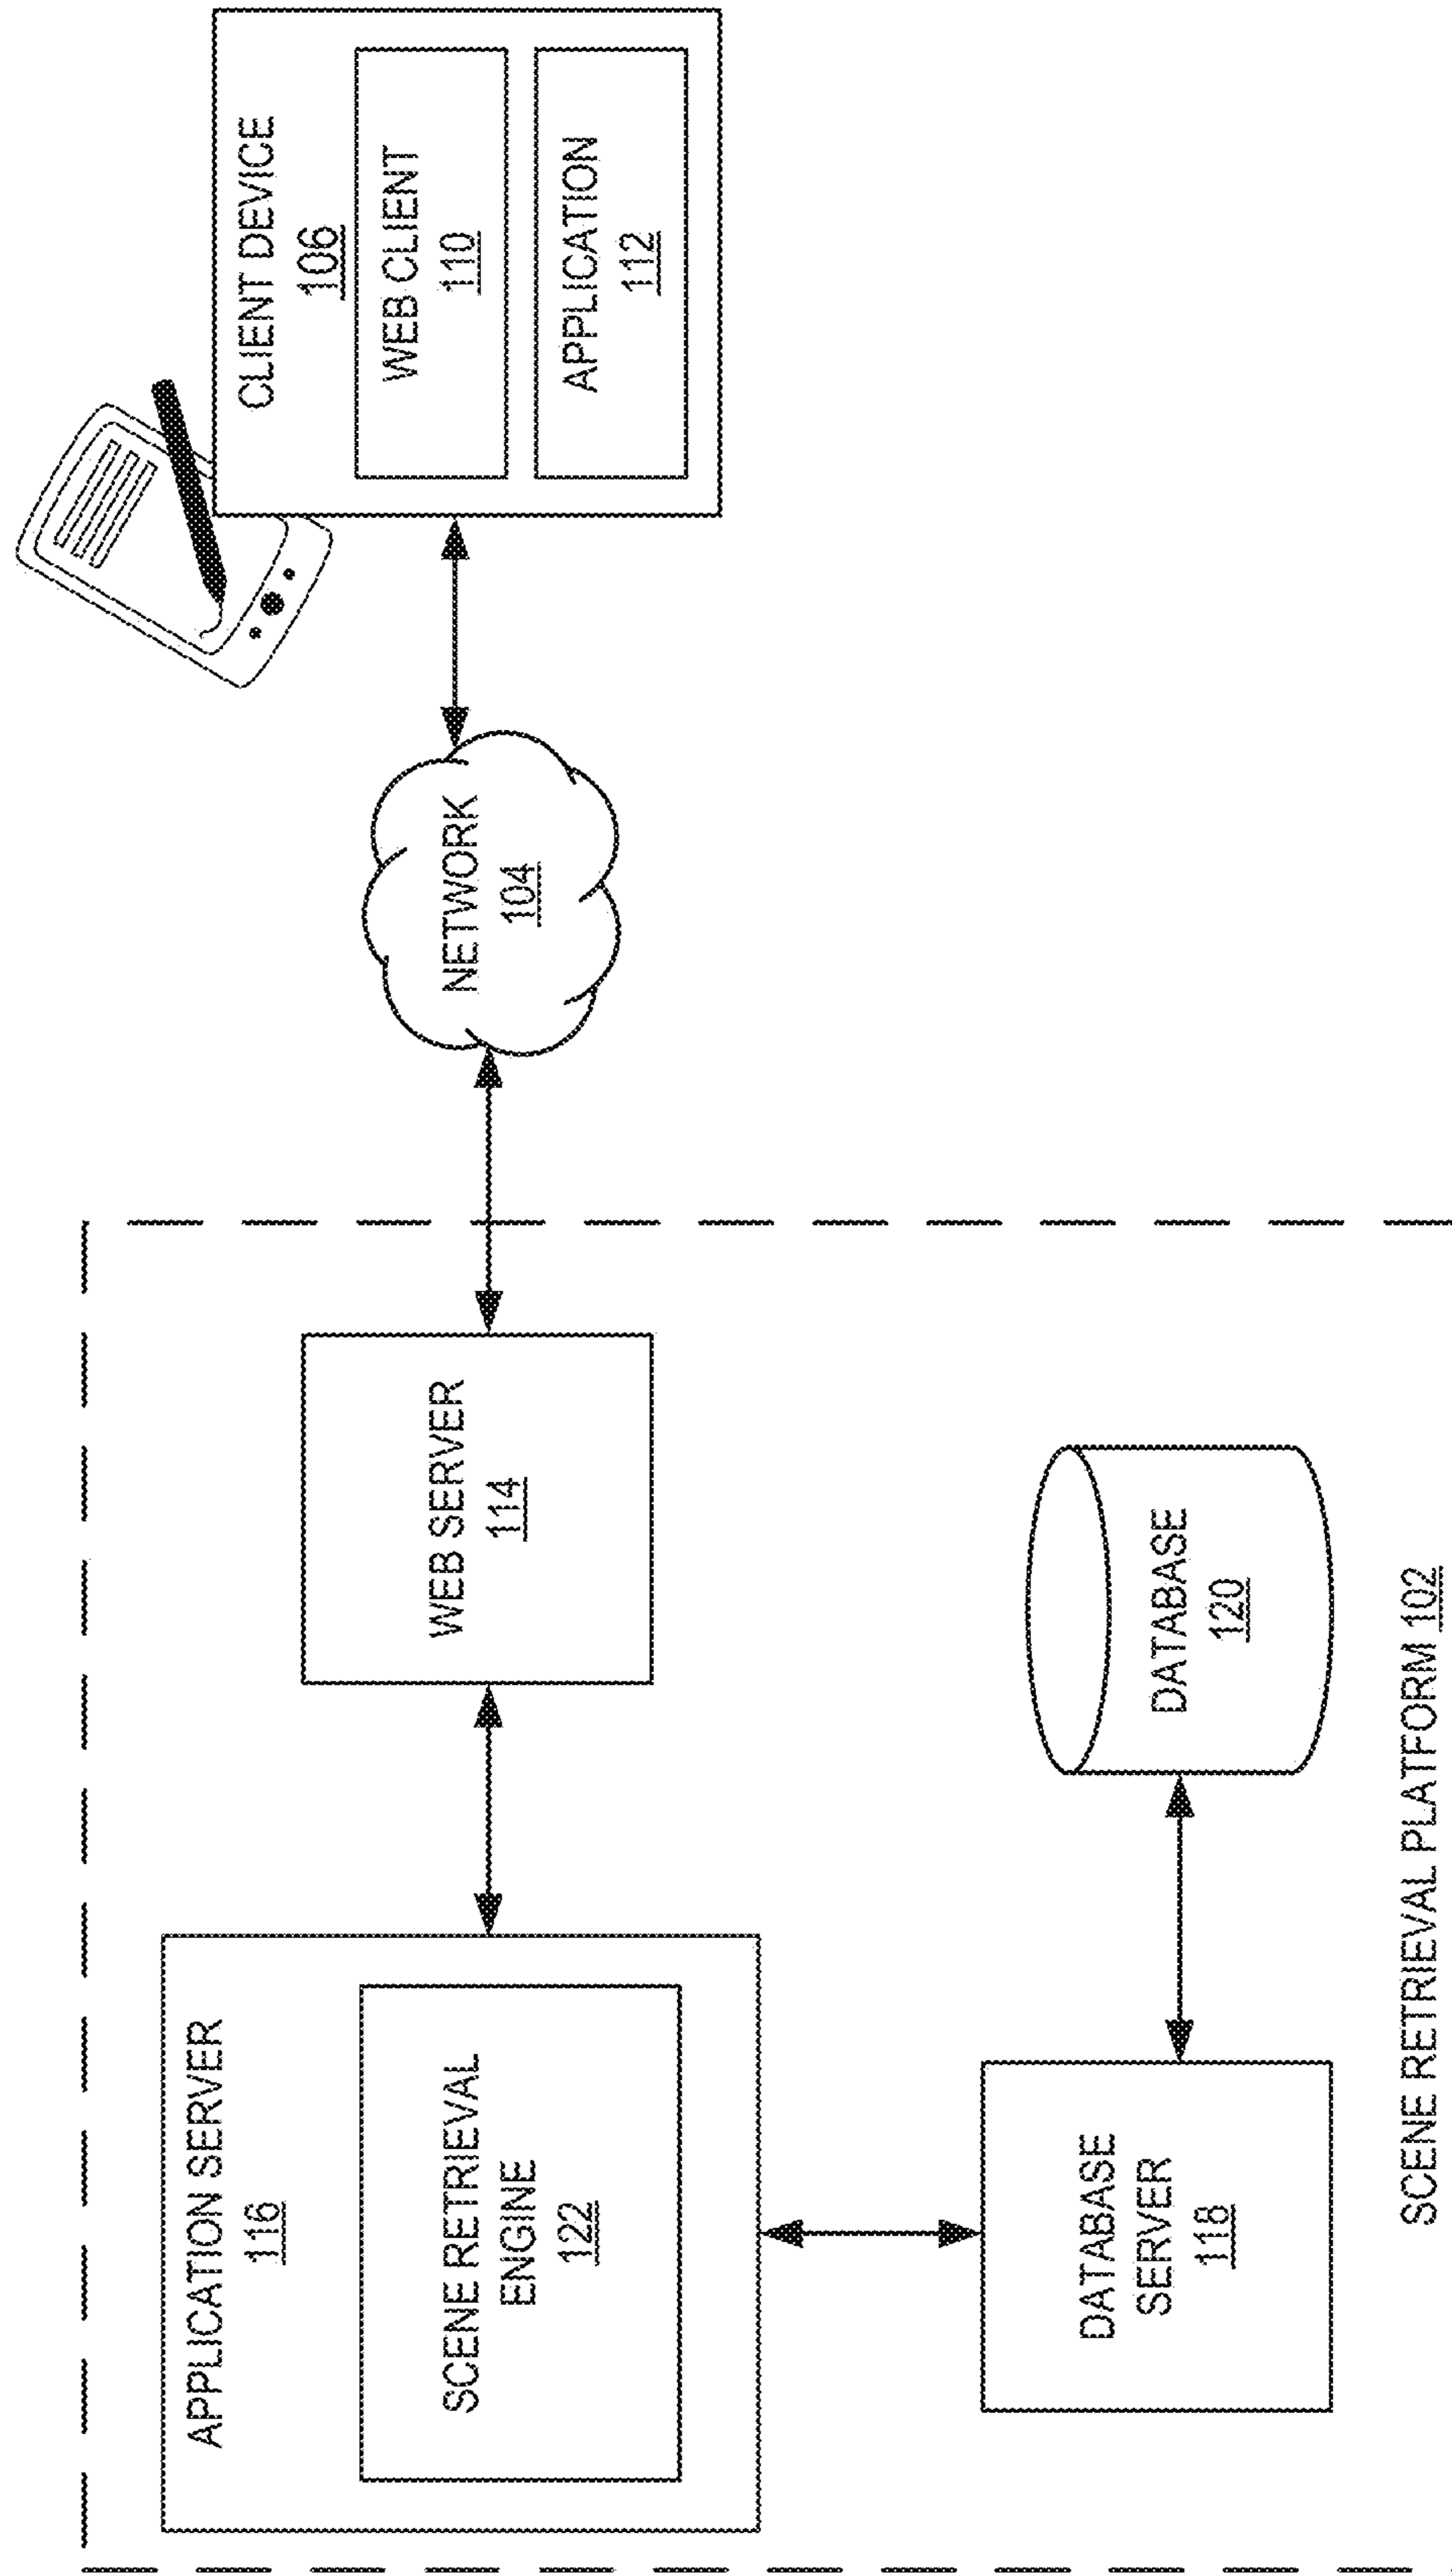 APPLICATION SERVER
116
SCENE RETRIEVAL
ENGINE
122
WEB SERVER
114
NETWORK
104
CLIENT DEVICE
106
WEB CLIENT
110
APPLICATION
112
DATABASE
SERVER
118
DATABASE
120
SCENE RETRIEVAL PLATFORM 102